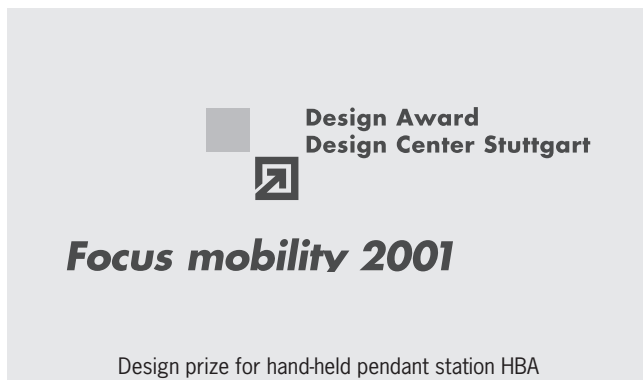 Design Award
Design Center Stuttgart
Focus mobility 2001
Design prize for hand-held pendant station HBA